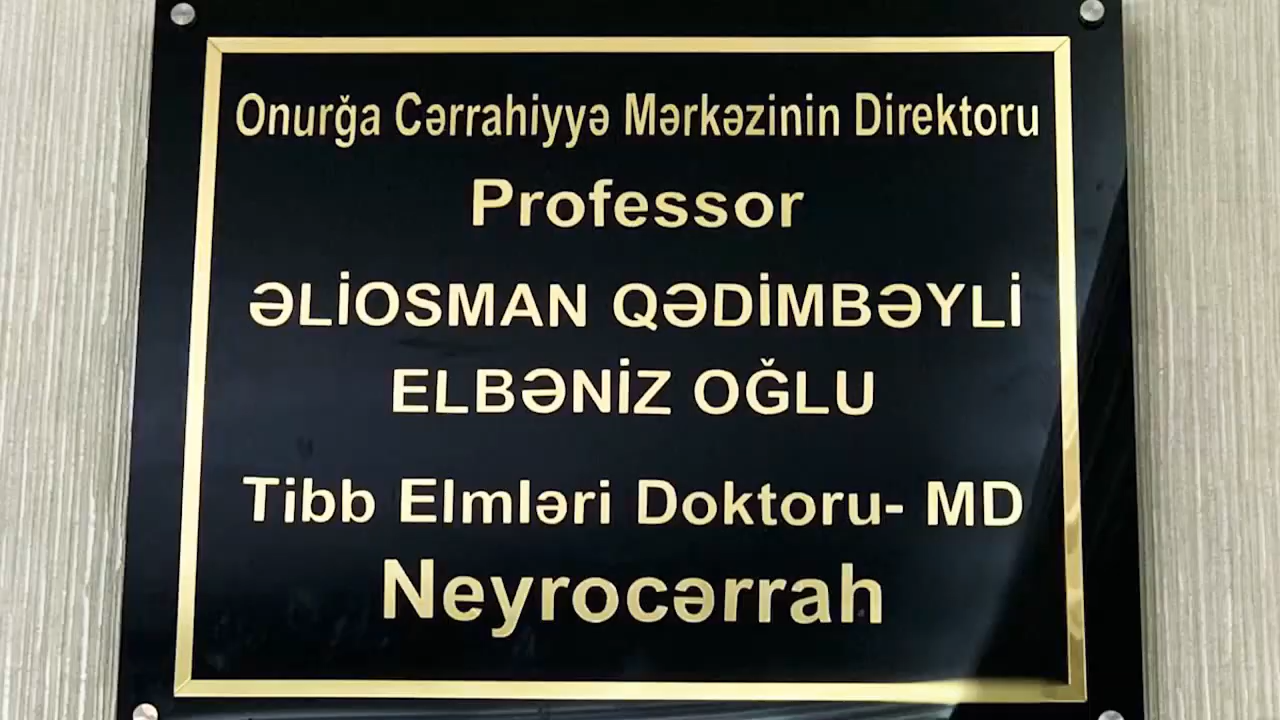 Onurğa Cərrahiyyə Mərkəzinin Direktoru
Professor
ƏLİOSMAN QƏDİMBƏYLİ
ELBƏNİZ OĞLU
Tibb Elmləri Doktoru- MD
Neyrocərrah